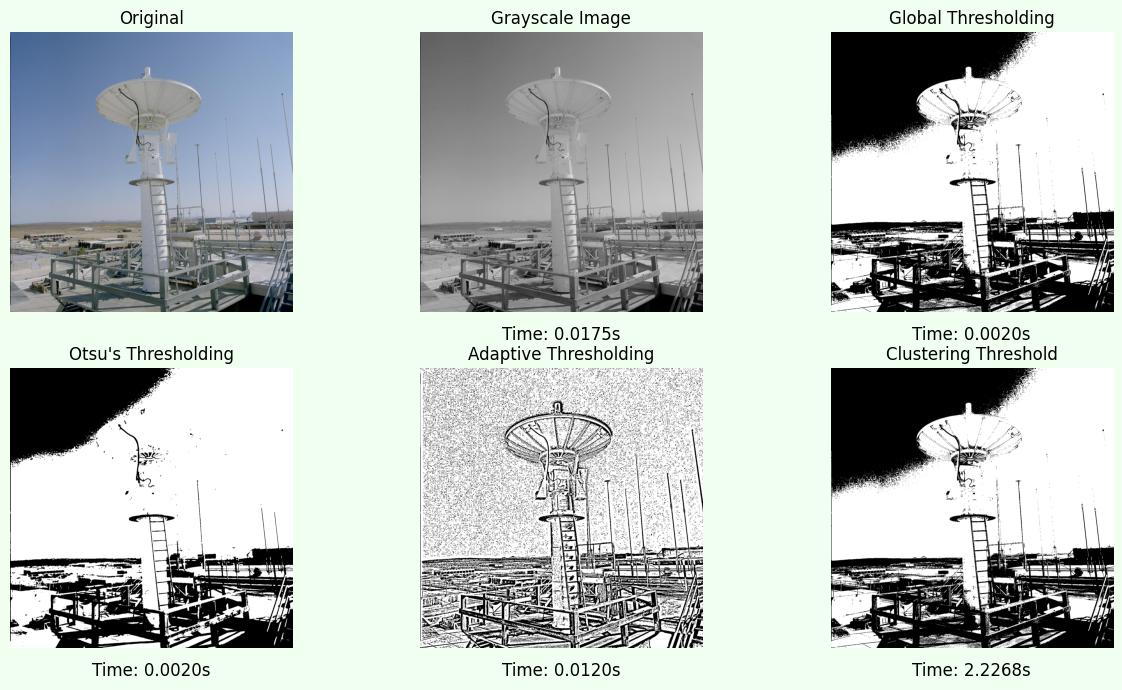 Original
Grayscale Image
Global Thresholding
Time: 0.0175s
Time: 0.0020s
Otsu's Thresholding
Adaptive Thresholding
Clustering Threshold
Time: 0.0020s
Time: 0.0120s
Time: 2.2268s